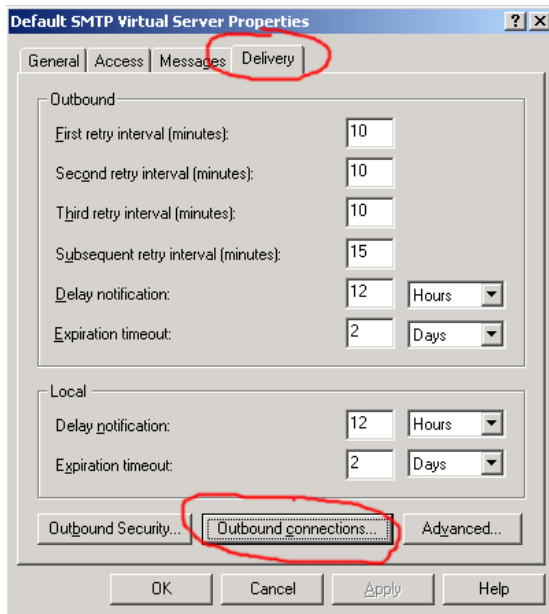 Default SMTP Virtual Server Properties ? X
General Access Messages Delivery
Outbound
First retry interval (minutes): 10
Second retry interval (minutes): 10
Third retry interval (minutes): 10
Subsequent retry interval (minutes): 15
Delay notification: 12 Hours
Expiration timeout: 2 Days
Local
Delay notification: 12 Hours
Expiration timeout: 2 Days
Outbound Security... Outbound connections... Advanced...
OK Cancel Apply Help